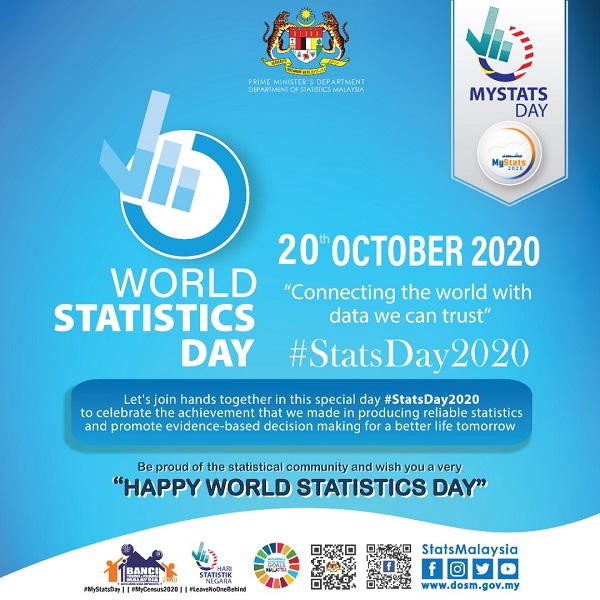 PRIME MINISTER'S DEPARTMENT
DEPARTMENT OF STATISTICS MALAYSIA
MYSTATS
DAY
MyStats
2020
WORLD
STATISTICS
DAY
20th OCTOBER 2020
“Connecting the world with
data we can trust”
#StatsDay2020
Let's join hands together in this special day #StatsDay2020
to celebrate the achievement that we made in producing reliable statistics
and promote evidence-based decision making for a better life tomorrow
Be proud of the statistical community and wish you a very
“HAPPY WORLD STATISTICS DAY”
BANCI
MALAYSIA
2020
HARI
STATISTIK
NEGARA
#MyStatsDay | | #MyCensus2020 | | #LeaveNoOneBehind
StatsMalaysia
www.dosm.gov.my